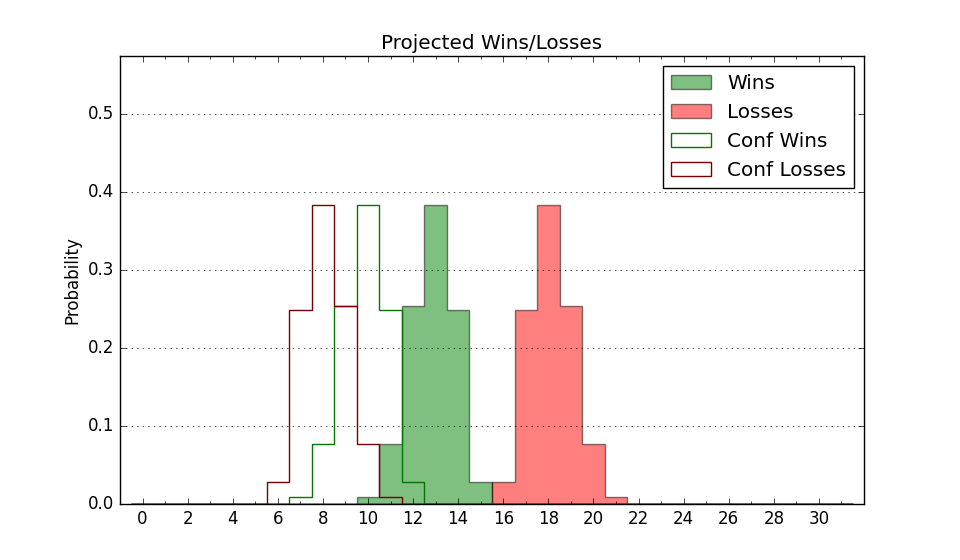 Projected Wins/Losses
Wins
Losses
Conf Wins
Conf Losses
Probability
0.5
0.4
0.3
0.2
0.1
0.0
0 2 4 6 8 10 12 14 16 18 20 22 24 26 28 30